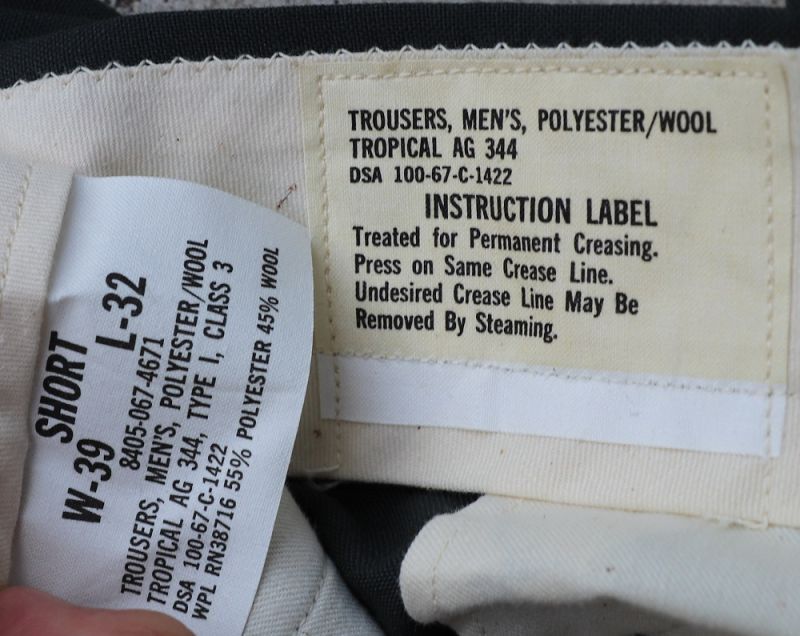 TROUSERS, MEN'S, POLYESTER/WOOL
TROPICAL AG 344
DSA 100-67-C-1422
INSTRUCTION LABEL
Treated for Permanent Creasing.
Press on Same Crease Line.
Undesired Crease Line May Be
Removed By Steaming.
SHORT
W-39 L-32
8405-067-4671
TROUSERS, MEN'S, POLYESTER/WOOL
TROPICAL AG 344, TYPE I, CLASS 3
DSA 100-67-C-1422
WPL RN38716 55% POLYESTER 45% WOOL